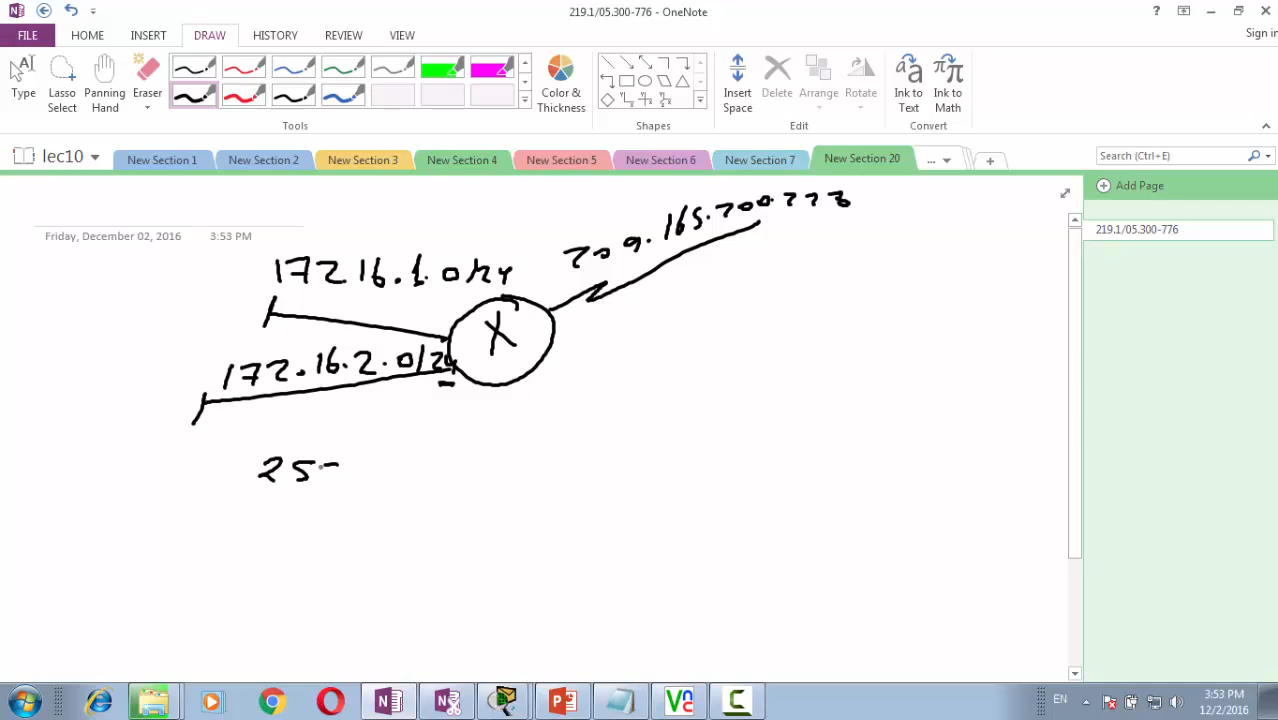 219.1/05.300-776 - OneNote
?
FILE HOME INSERT DRAW HISTORY REVIEW VIEW
Sign in
Type
Lasso Select
Panning Hand
Eraser
Color & Thickness
Insert Space
Delete
Arrange
Rotate
Ink to Text
Ink to Math
Tools
Shapes
Edit
Convert
lec10
New Section 1
New Section 2
New Section 3
New Section 4
New Section 5
New Section 6
New Section 7
New Section 20
...
Search (Ctrl+E)
Add Page
219.1/05.300-776
Friday, December 02, 2016 3:53 PM
209.165.200.
172 16.1.0/24
X
172.16.2.0/24
25
EN
3:53 PM
12/2/2016